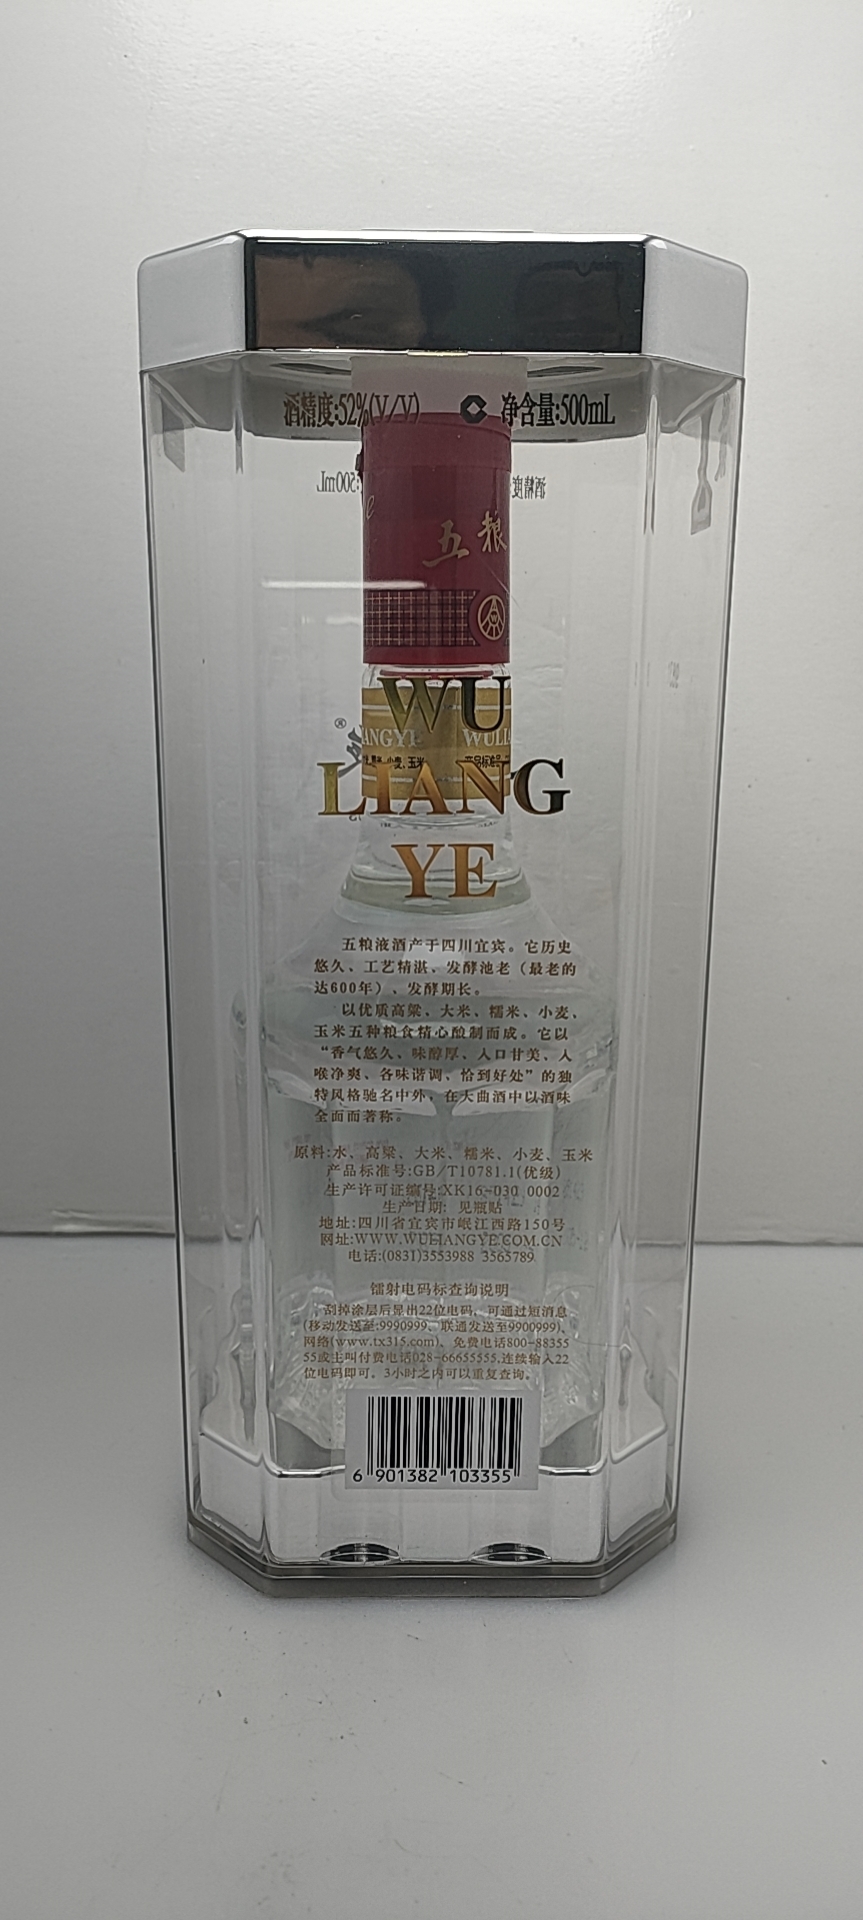 酒精度:52%(V/V) 净含量:500mL
五粮
WU
ANGYE WULI
小麦、玉米 产品标准号
LIANG
YE
五粮液酒产于四川宜宾。它历史
悠久、工艺精湛、发酵池老（最老的
达600年）、发酵期长。
以优质高粱、大米、糯米、小麦、
玉米五种粮食精心酿制而成。它以
“香气悠久、味醇厚、入口甘美、入
喉净爽、各味谐调、恰到好处”的独
特风格驰名中外，在大曲酒中以酒味
全面而著称。
原料:水、高粱、大米、糯米、小麦、玉米
产品标准号:GB/T10781.1(优级)
生产许可证编号:XK16-030 0002
生产日期: 见瓶贴
地址:四川省宜宾市岷江西路150号
网址:WWW.WULIANGYE.COM.CN
电话:(0831)3553988 3565789
镭射电码标查询说明
刮掉涂层后显出22位电码，可通过短消息
(移动发送至:9990999、联通发送至9900999)、
网络(www.tx315.com)、免费电话800-88355
55或主叫付费电话028-66655555,连续输入22
位电码即可。3小时之内可以重复查询。
6 901382 103355